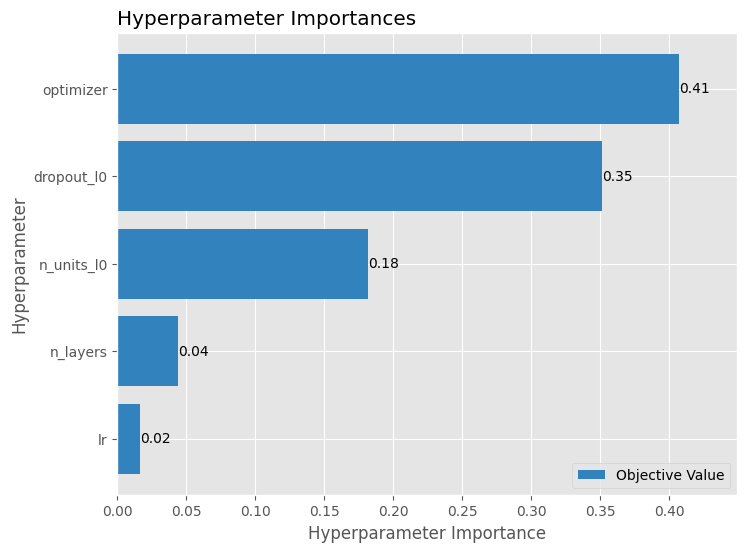 Hyperparameter Importances
optimizer
0.41
dropout_l0
0.35
n_units_l0
0.18
n_layers
0.04
lr
0.02
Hyperparameter
Objective Value
0.00 0.05 0.10 0.15 0.20 0.25 0.30 0.35 0.40
Hyperparameter Importance